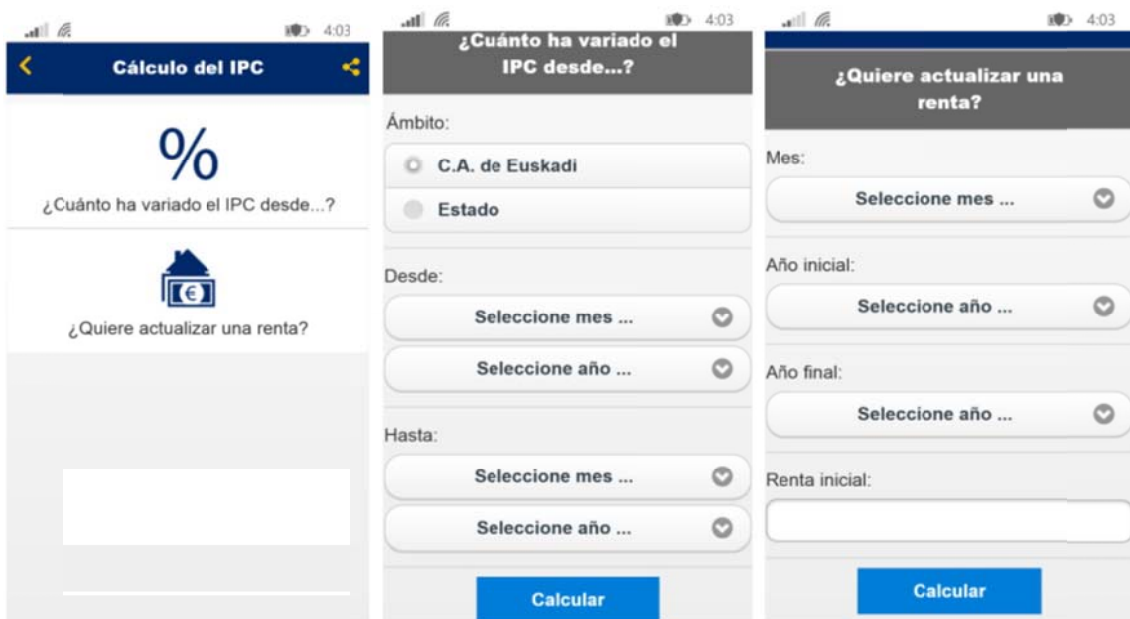 4:03
Cálculo del IPC
%
¿Cuánto ha variado el IPC desde...?
€
¿Quiere actualizar una renta?
4:03
¿Cuánto ha variado el
IPC desde...?
Ámbito:
C.A. de Euskadi
Estado
Desde:
Seleccione mes ...
Seleccione año ...
Hasta:
Seleccione mes ...
Seleccione año ...
Calcular
4:03
¿Quiere actualizar una
renta?
Mes:
Seleccione mes ...
Año inicial:
Seleccione año ...
Año final:
Seleccione año ...
Renta inicial:
Calcular